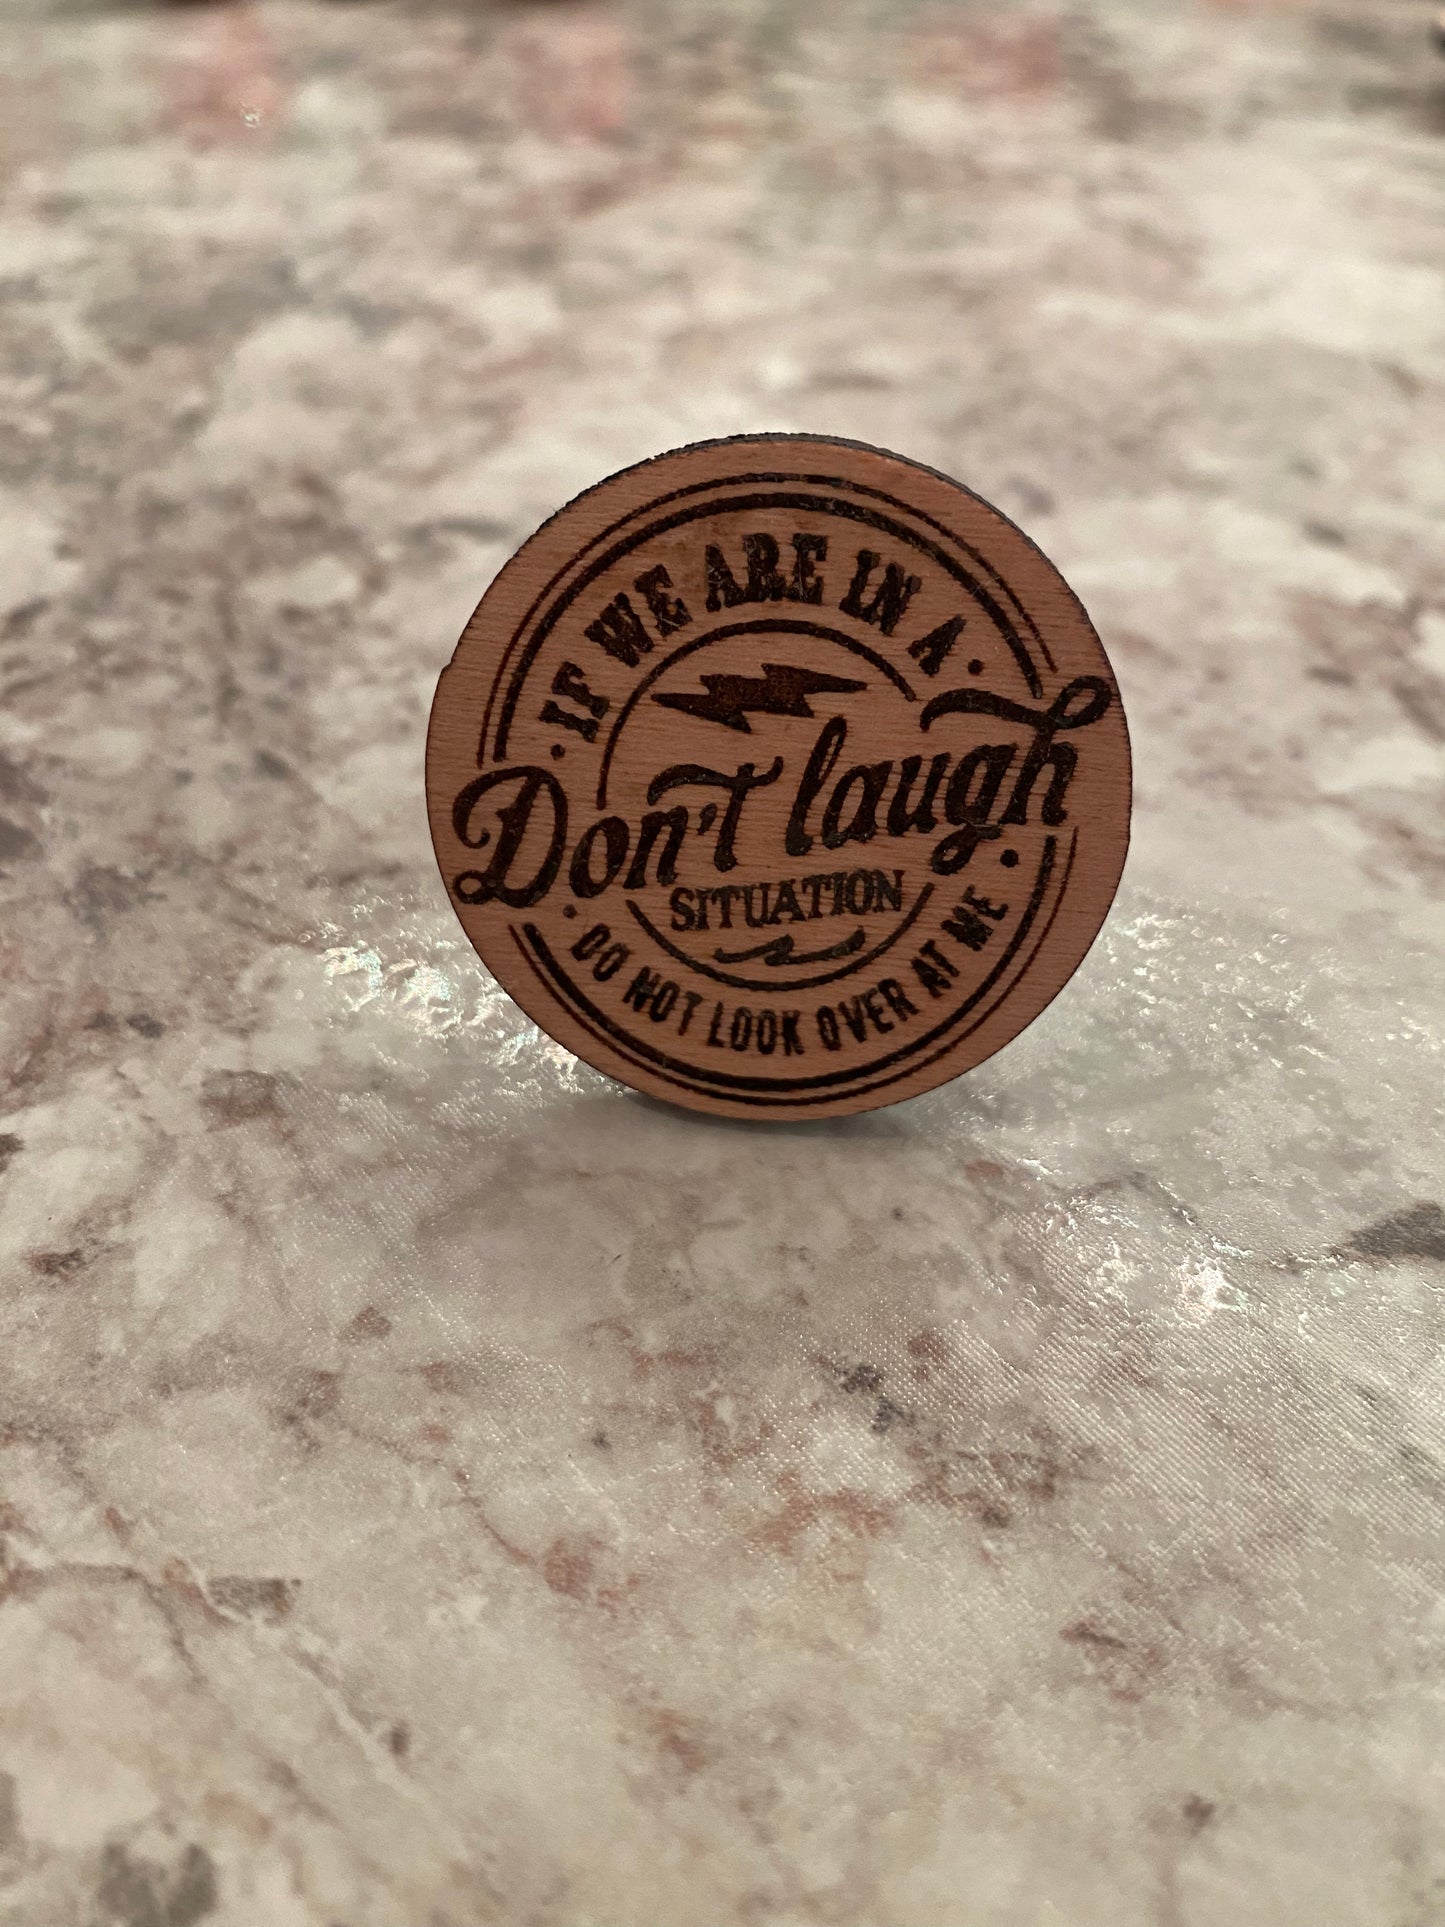 · IF WE ARE IN A ·
Don't laugh
SITUATION
· DO NOT LOOK OVER AT ME ·